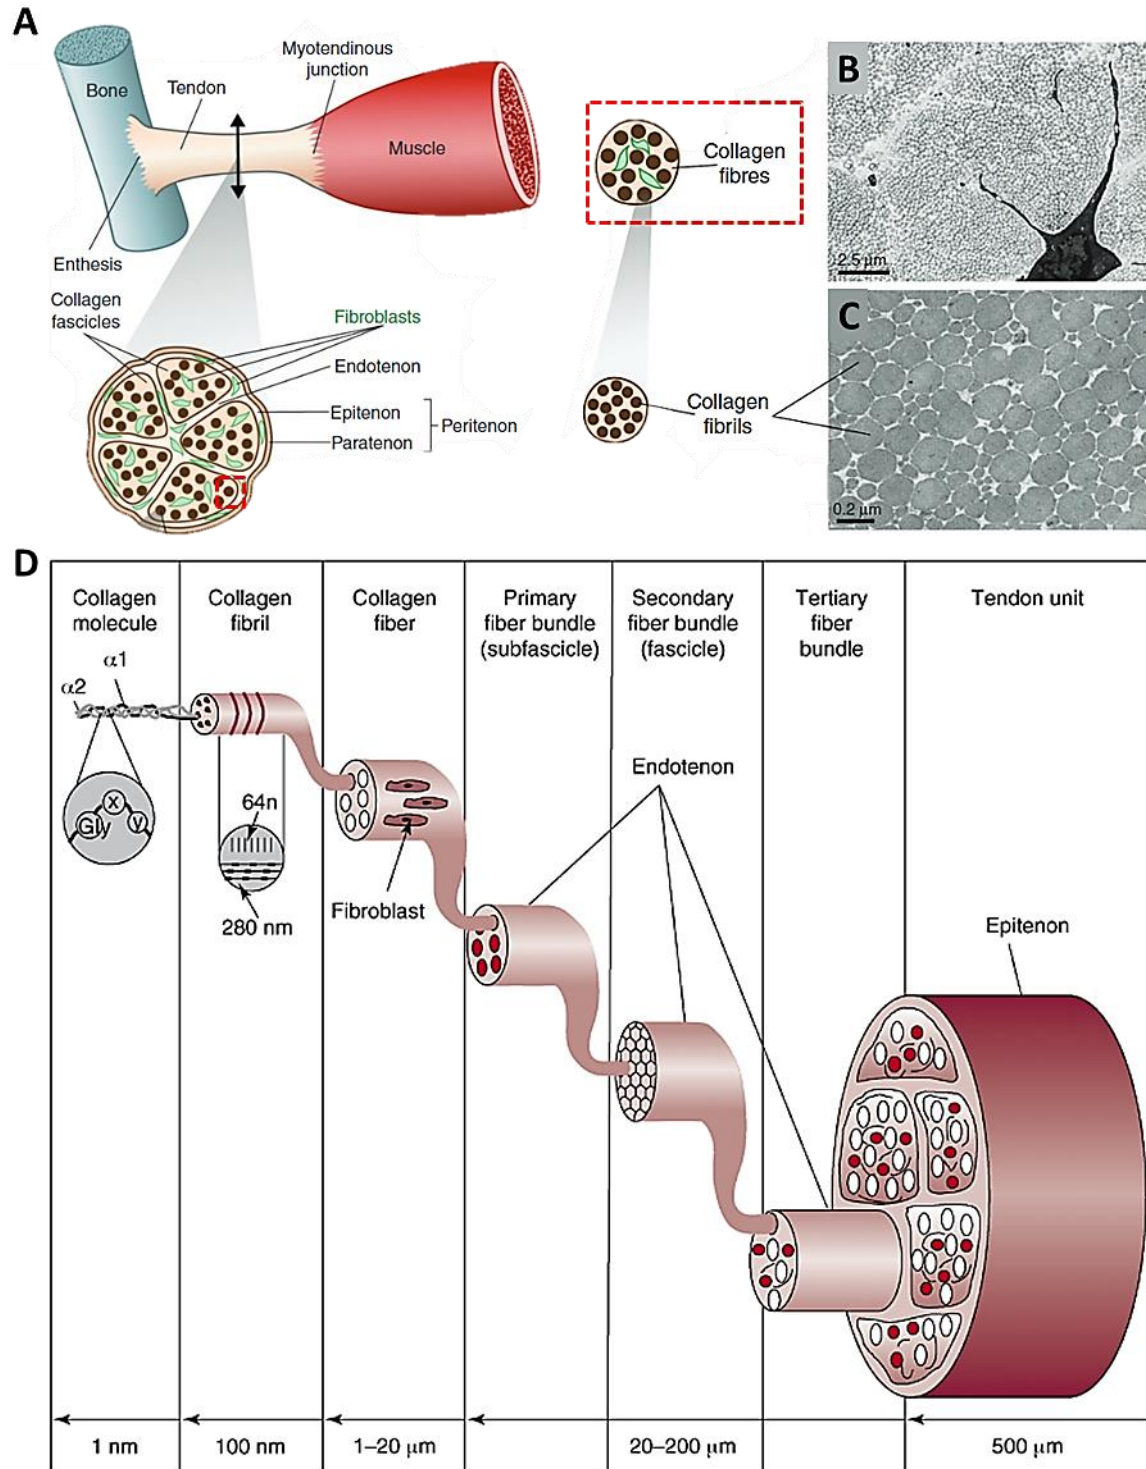 A
Bone
Tendon
Myotendinous
junction
Muscle
Enthesis
Collagen
fascicles
Fibroblasts
Endotenon
Epitenon
Paratenon
Peritenon
Collagen
fibres
Collagen
fibrils
B
2.5 μm
C
0.2 μm
D
Collagen
molecule
Collagen
fibril
Collagen
fiber
Primary
fiber bundle
(subfascicle)
Secondary
fiber bundle
(fascicle)
Tertiary
fiber
bundle
Tendon unit
α1
α2
Gly
X
y
64n
280 nm
Fibroblast
Endotenon
Epitenon
1 nm
100 nm
1–20 μm
20–200 μm
500 μm